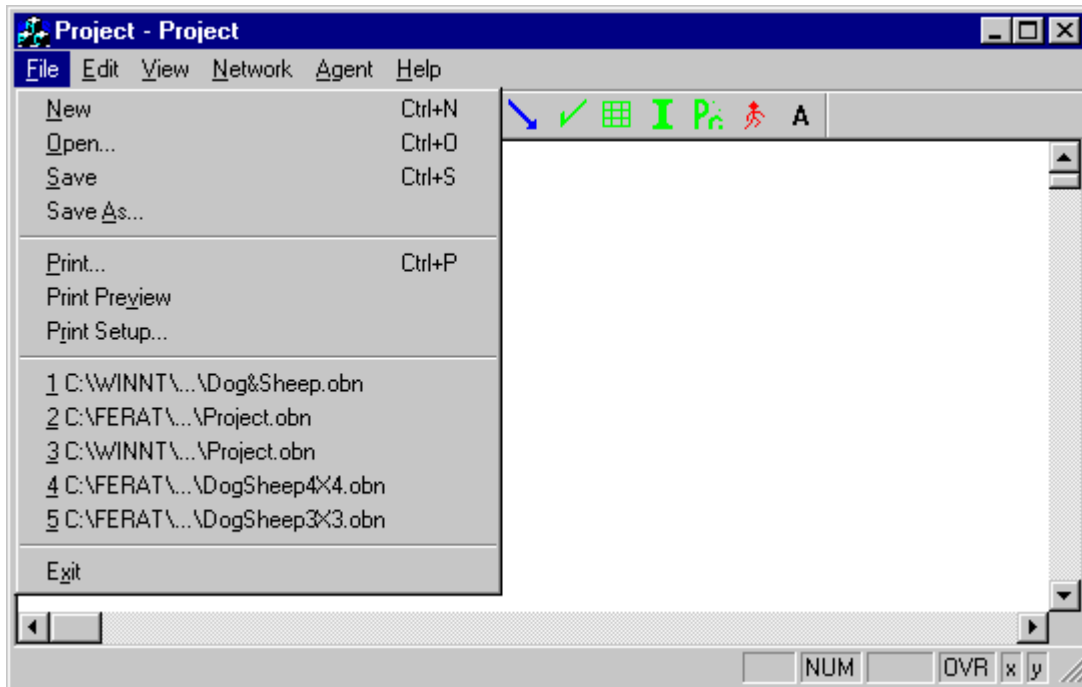 Project - Project
File Edit View Network Agent Help
New Ctrl+N
Open... Ctrl+O
Save Ctrl+S
Save As...
Print... Ctrl+P
Print Preview
Print Setup...
1 C:\WINNT\...\Dog&Sheep.obn
2 C:\FERAT\...\Project.obn
3 C:\WINNT\...\Project.obn
4 C:\FERAT\...\DogSheep4X4.obn
5 C:\FERAT\...\DogSheep3X3.obn
Exit
I Pr A
NUM OVR x y